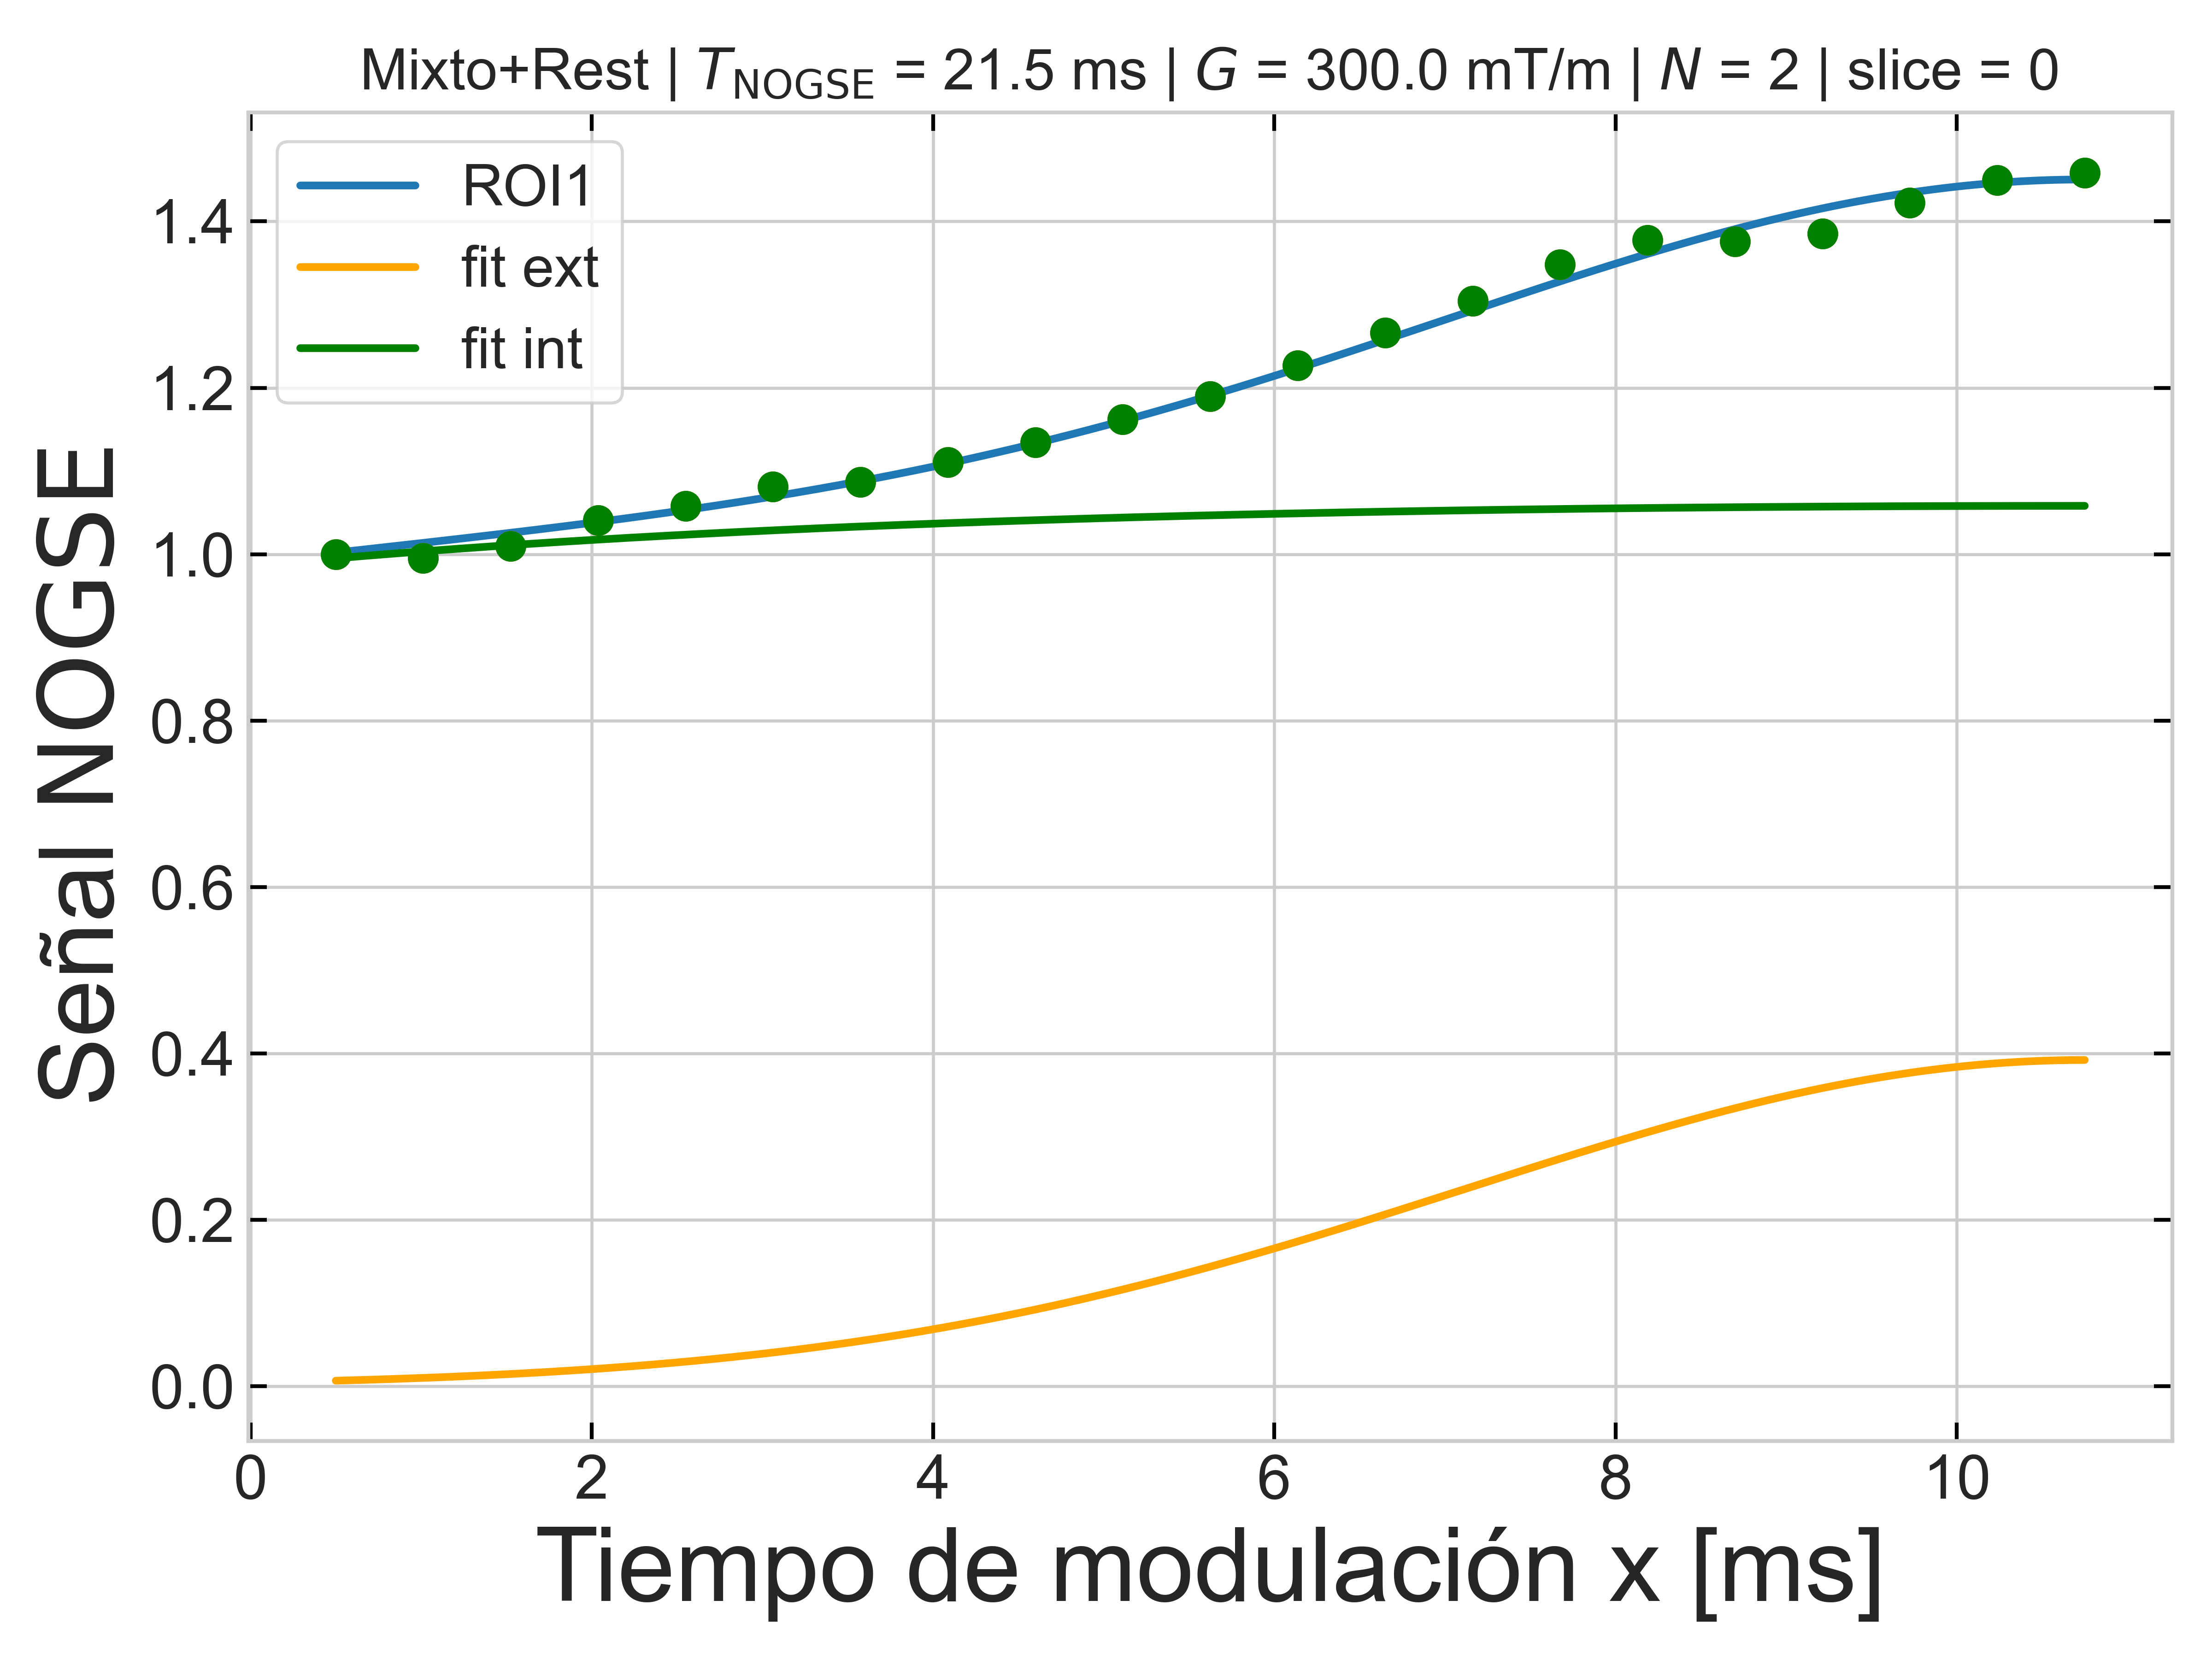 Mixto+Rest | T_NOGSE = 21.5 ms | G = 300.0 mT/m | N = 2 | slice = 0
ROI1
fit ext
fit int
Señal NOGSE
1.4
1.2
1.0
0.8
0.6
0.4
0.2
0.0
0 2 4 6 8 10
Tiempo de modulación x [ms]